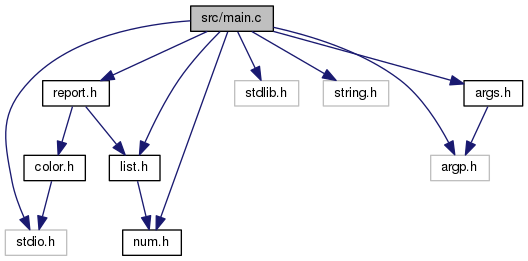 src/main.c
report.h
stdlib.h
string.h
args.h
color.h
list.h
argp.h
stdio.h
num.h